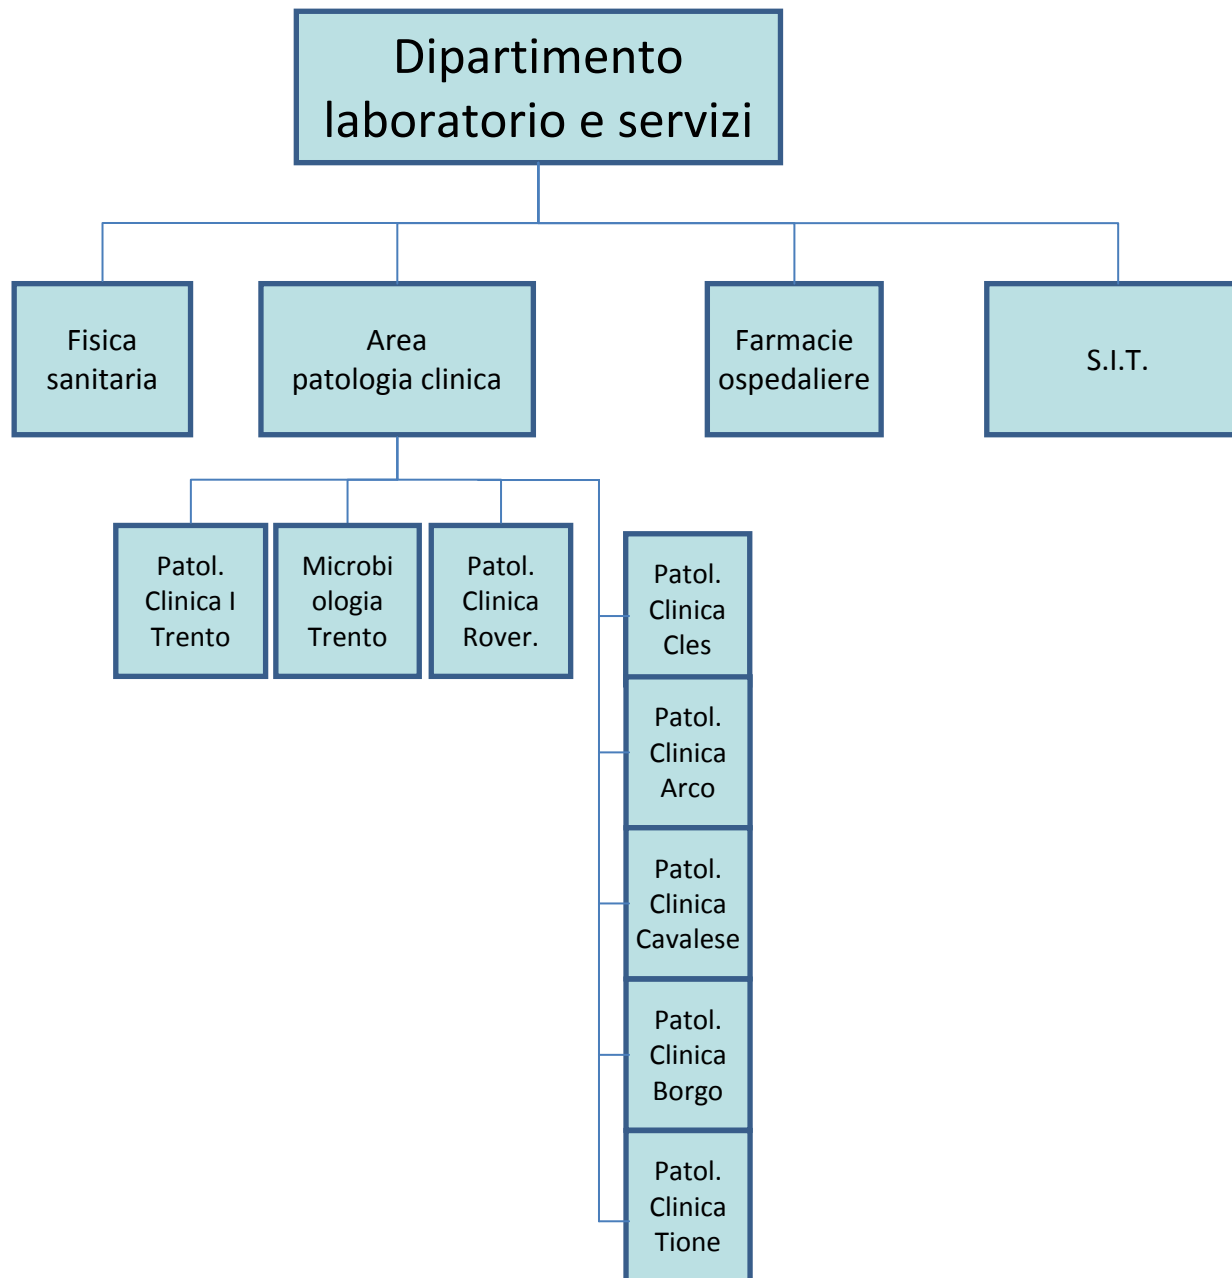 Dipartimento
laboratorio e servizi
Fisica
sanitaria
Area
patologia clinica
Farmacie
ospedaliere
S.I.T.
Patol.
Clinica I
Trento
Microbi
ologia
Trento
Patol.
Clinica
Rover.
Patol.
Clinica
Cles
Patol.
Clinica
Arco
Patol.
Clinica
Cavalese
Patol.
Clinica
Borgo
Patol.
Clinica
Tione